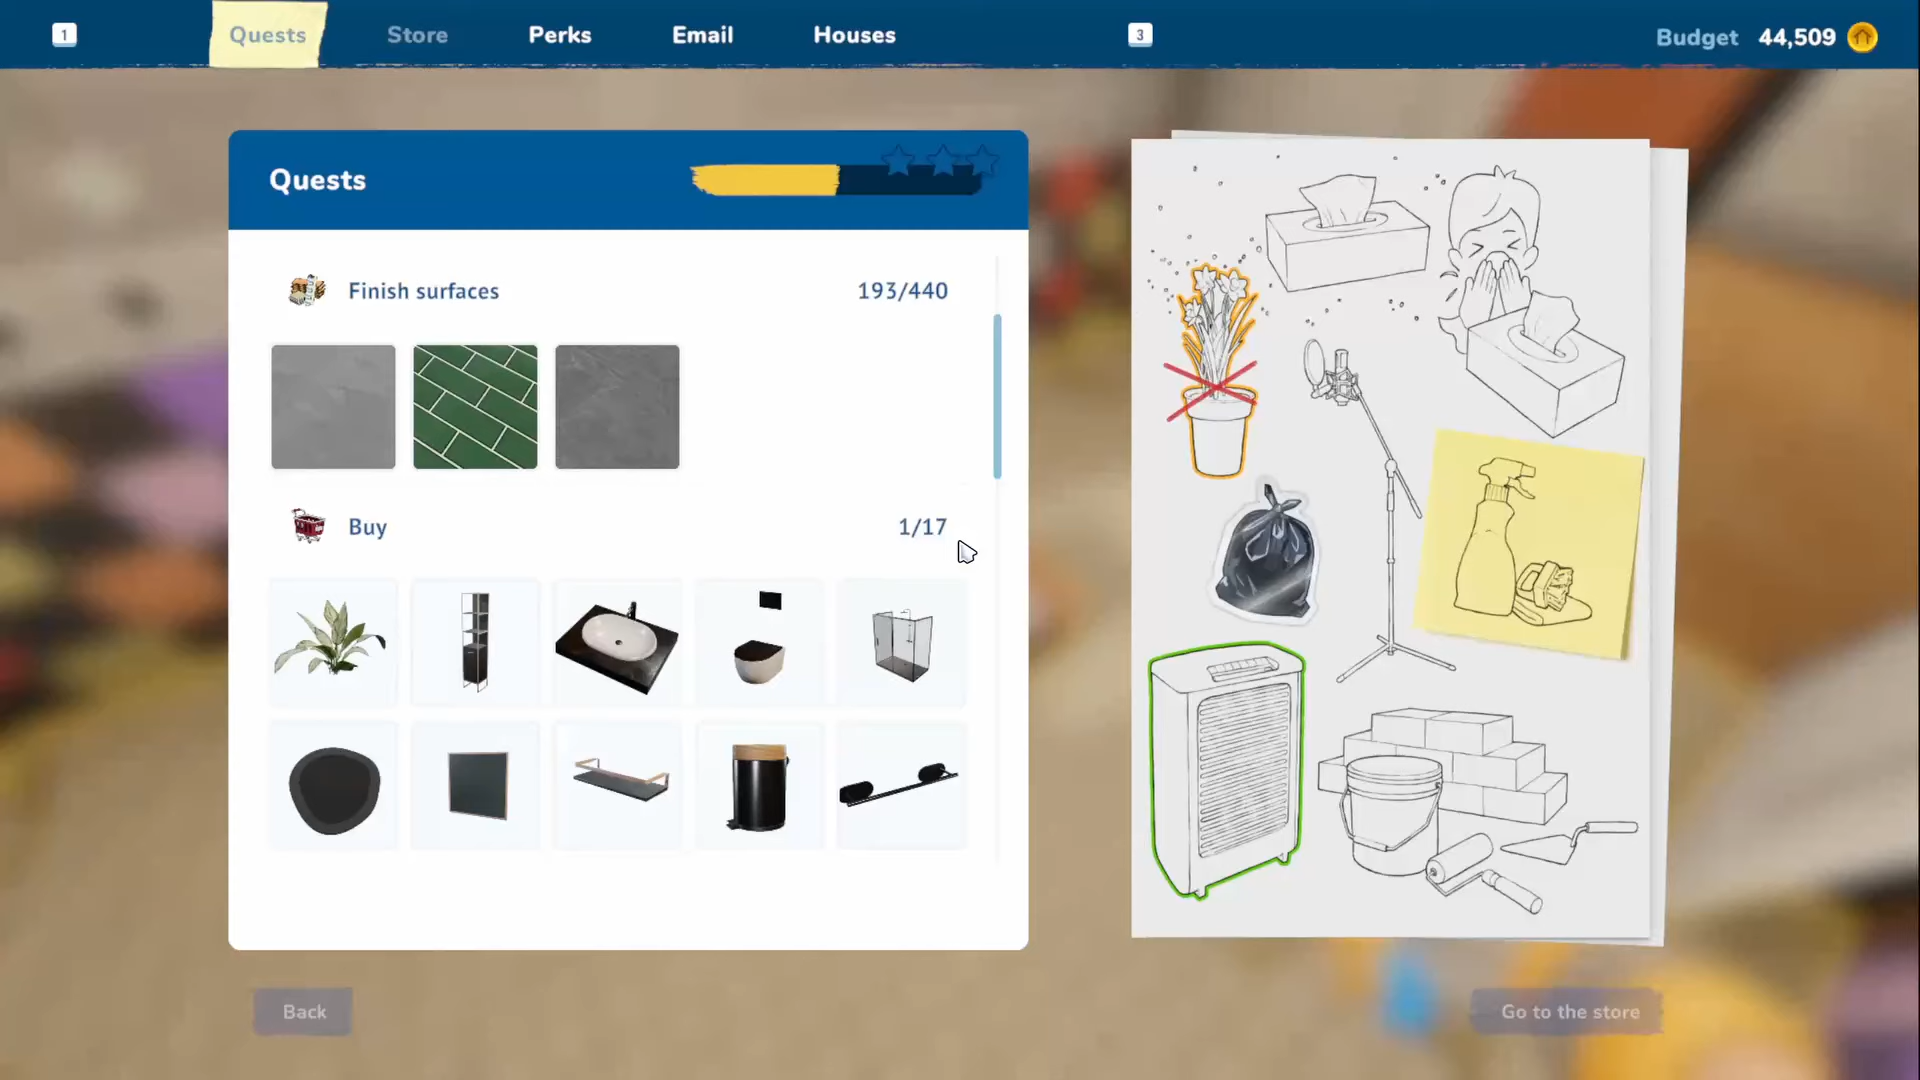 1 Quests Store Perks Email Houses 3 Budget 44,509
Quests
Finish surfaces 193/440
Buy 1/17
Back Go to the store